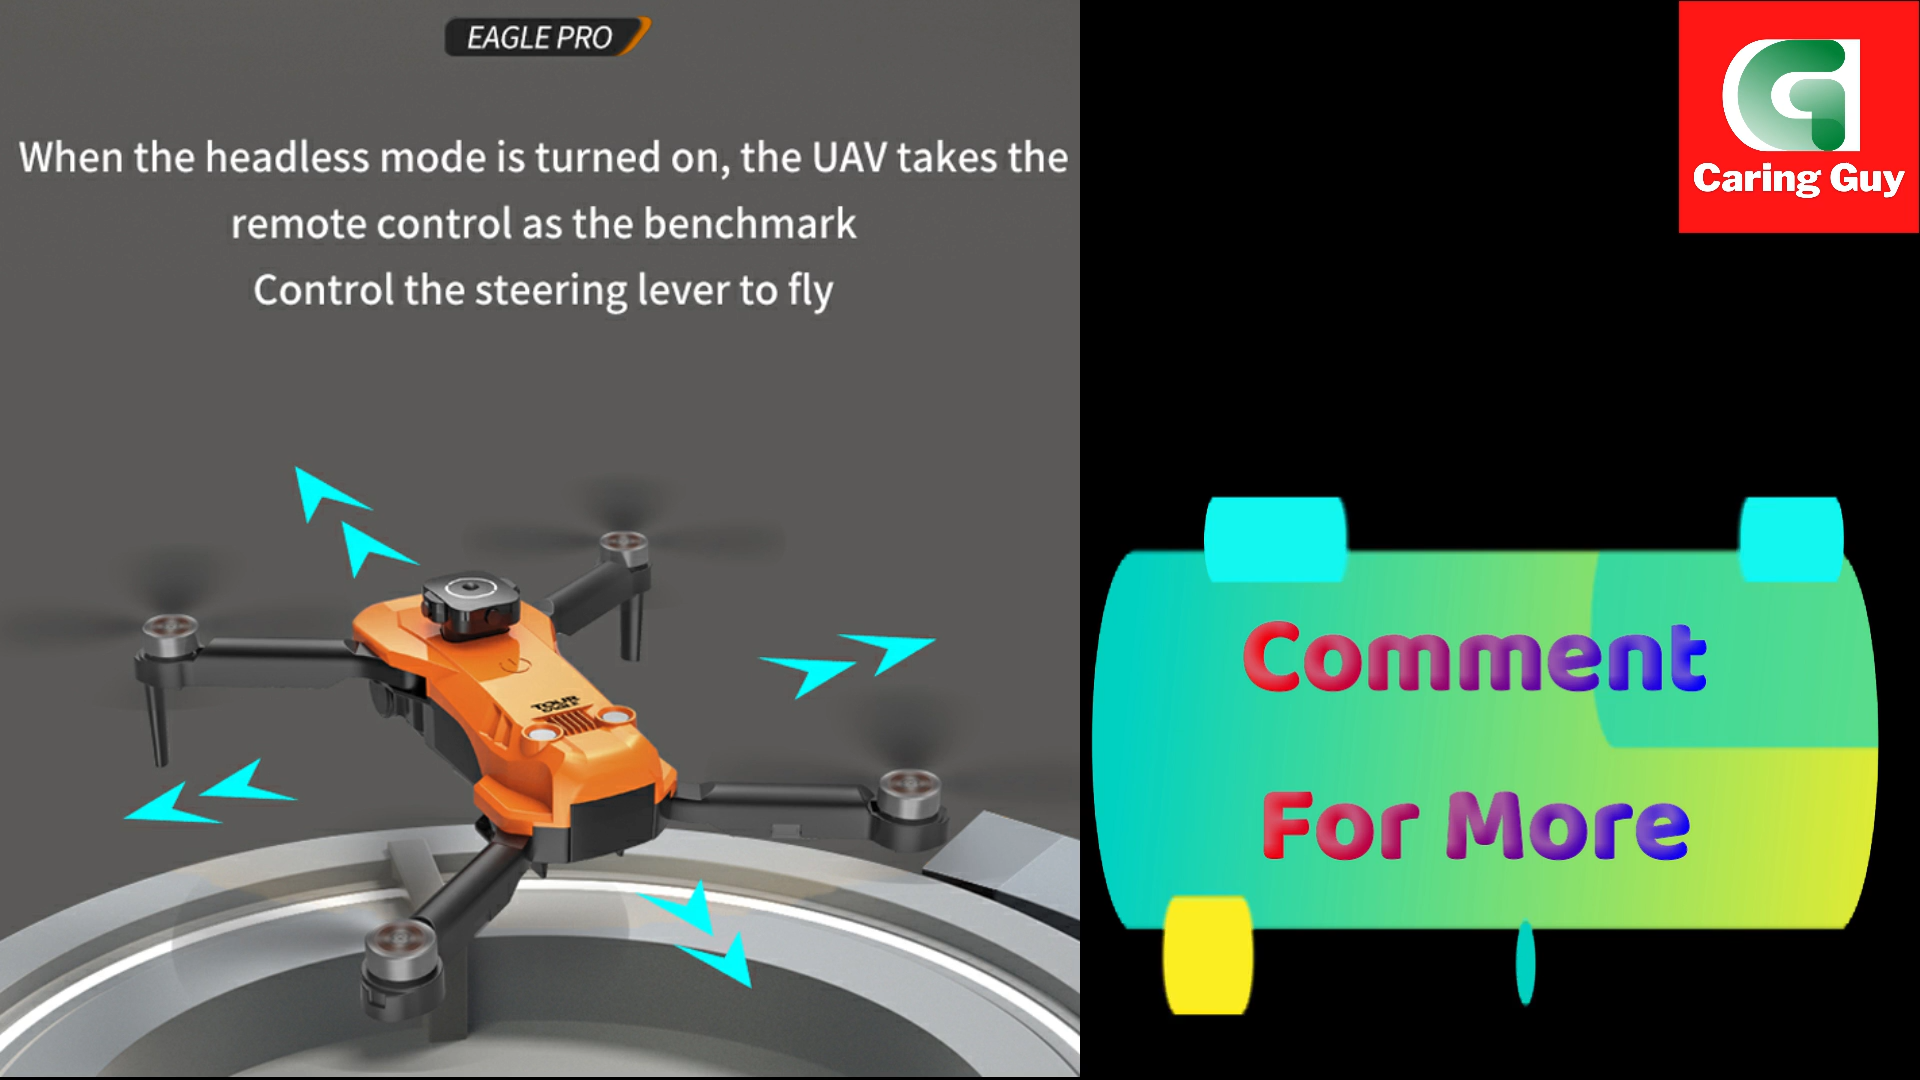 EAGLE PRO
When the headless mode is turned on, the UAV takes the
remote control as the benchmark
Control the steering lever to fly
TOUR
Caring Guy
Comment
For More